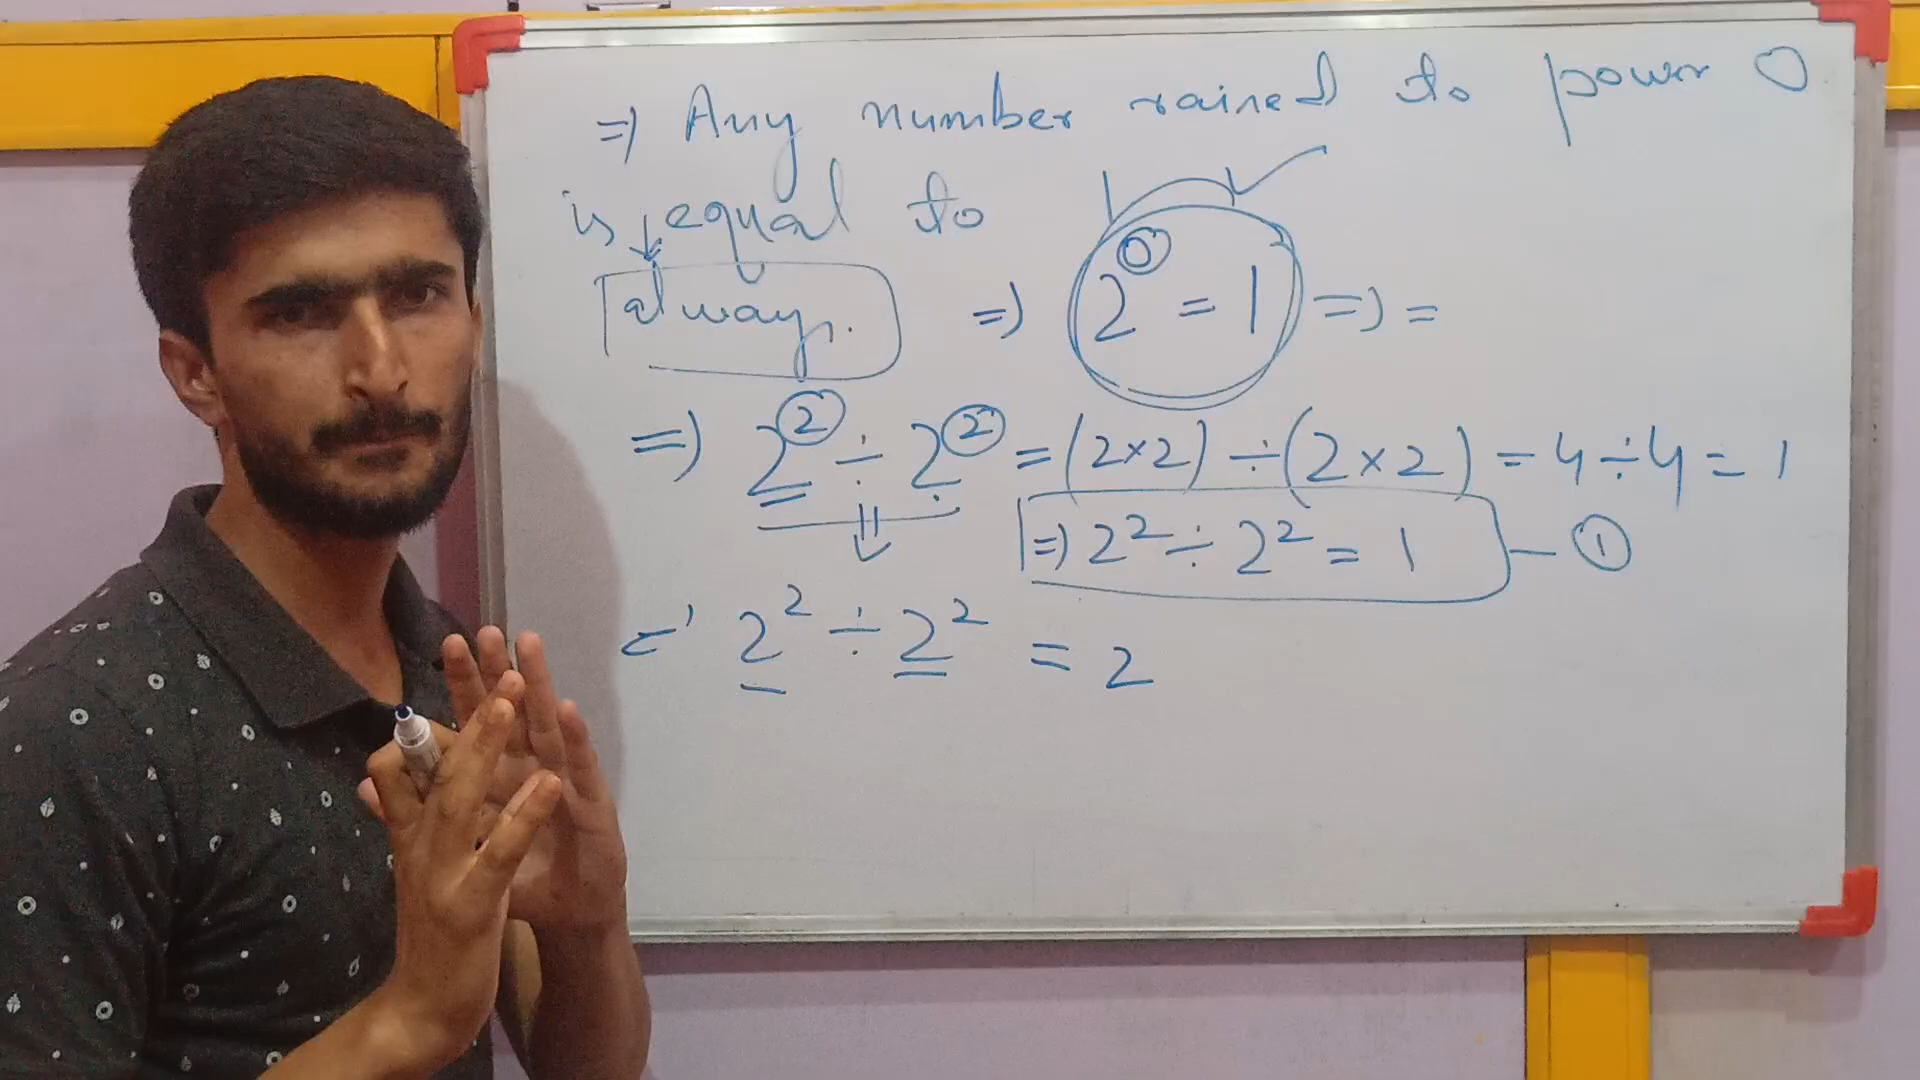 ⇒ Any number rained to power 0
is equal to
always. ⇒ 2⁰ = 1 ⇒ =
⇒ 2² ÷ 2² = (2×2) ÷ (2×2) = 4 ÷ 4 = 1
⇒ 2² ÷ 2² = 1 — ①
2² ÷ 2² = 2